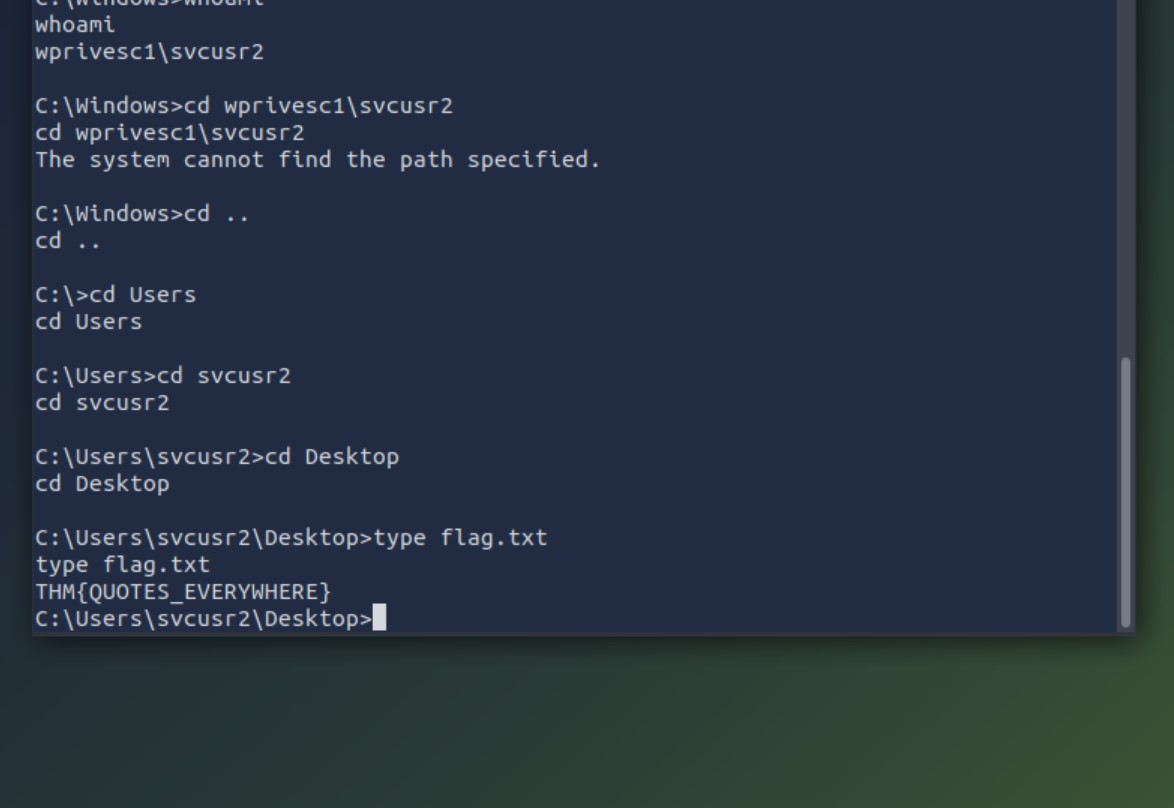 C:\Windows>whoami
whoami
wprivesc1\svcusr2
C:\Windows>cd wprivesc1\svcusr2
cd wprivesc1\svcusr2
The system cannot find the path specified.
C:\Windows>cd ..
cd ..
C:\>cd Users
cd Users
C:\Users>cd svcusr2
cd svcusr2
C:\Users\svcusr2>cd Desktop
cd Desktop
C:\Users\svcusr2\Desktop>type flag.txt
type flag.txt
THM{QUOTES_EVERYWHERE}
C:\Users\svcusr2\Desktop>